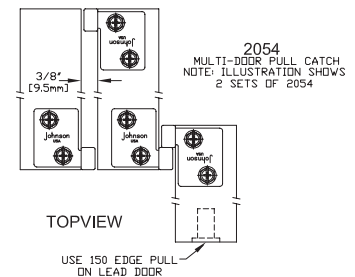 2054
MULTI-DOOR PULL CATCH
NOTE: ILLUSTRATION SHOWS
2 SETS OF 2054
Johnson
USA
3/8"
[9.5mm]
Johnson
USA
Johnson
USA
Johnson
USA
TOPVIEW
USE 150 EDGE PULL
ON LEAD DOOR